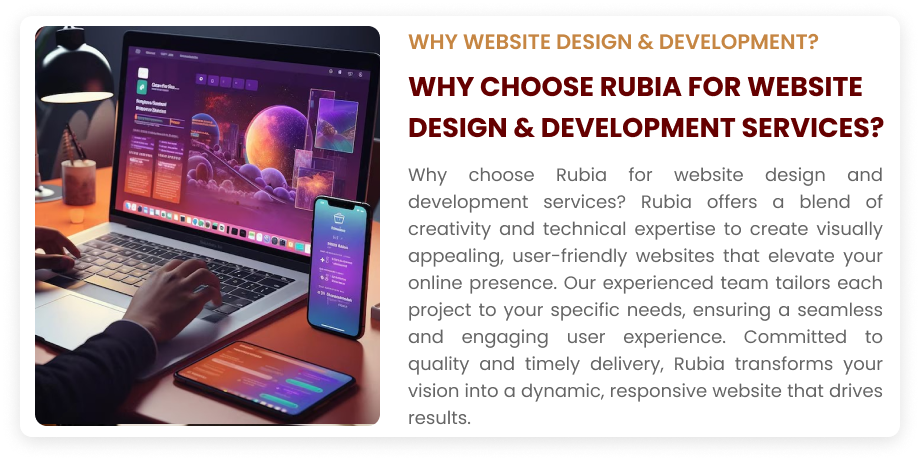 WHY WEBSITE DESIGN & DEVELOPMENT?
WHY CHOOSE RUBIA FOR WEBSITE
DESIGN & DEVELOPMENT SERVICES?
Why choose Rubia for website design and
development services? Rubia offers a blend of
creativity and technical expertise to create visually
appealing, user-friendly websites that elevate your
online presence. Our experienced team tailors each
project to your specific needs, ensuring a seamless
and engaging user experience. Committed to
quality and timely delivery, Rubia transforms your
vision into a dynamic, responsive website that drives
results.